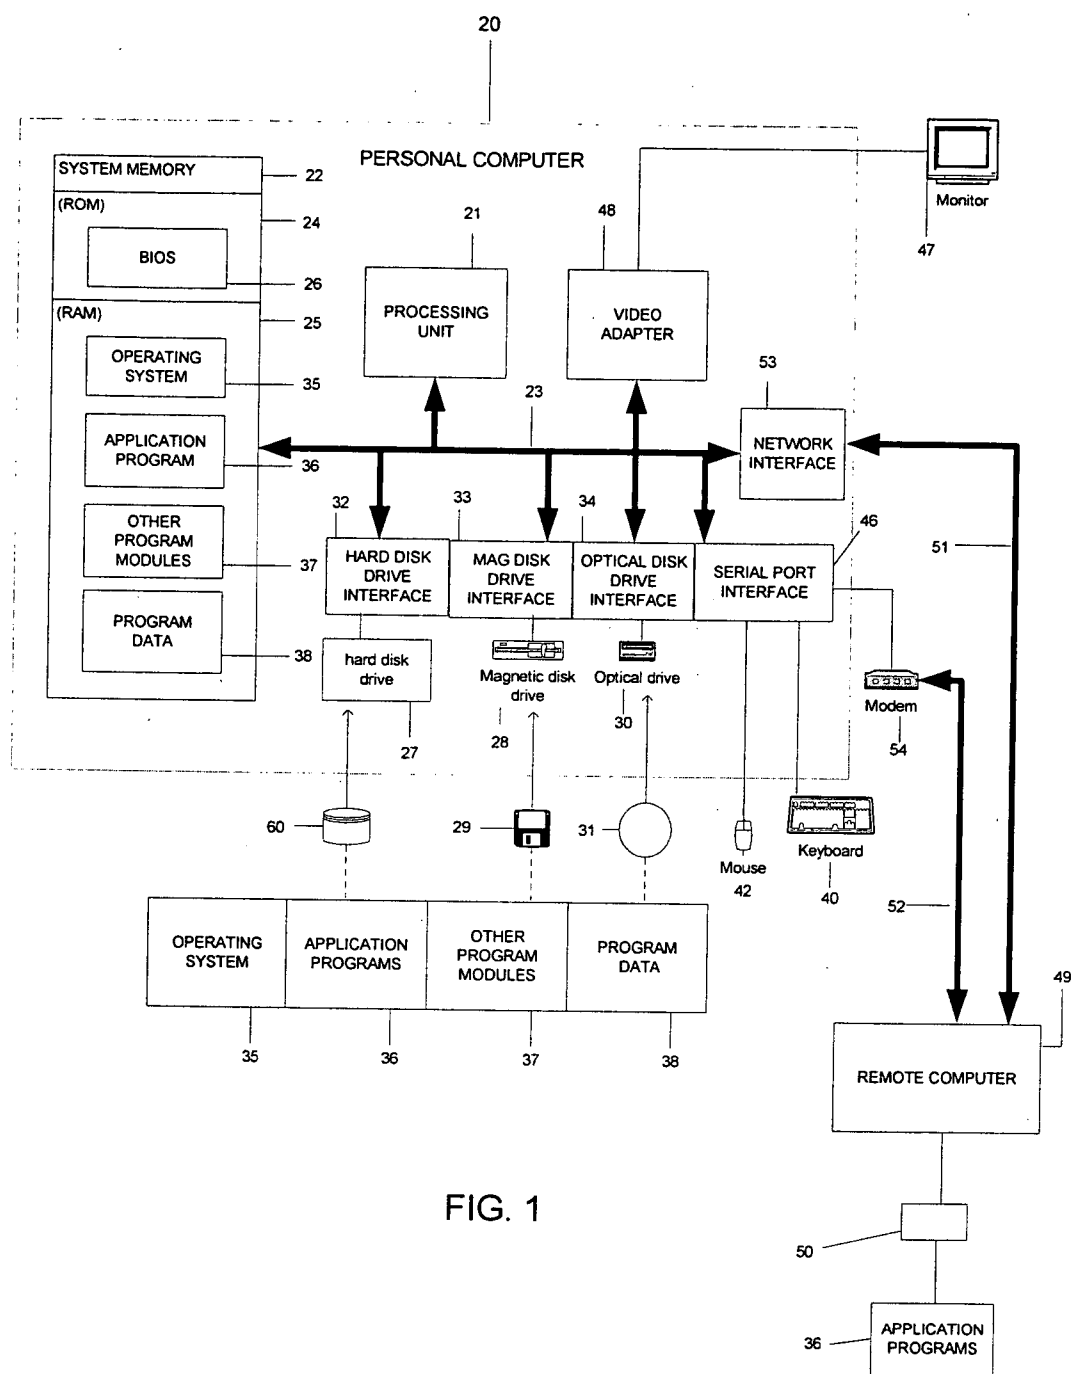 20
PERSONAL COMPUTER
SYSTEM MEMORY
22
(ROM)
24
BIOS
26
(RAM)
25
OPERATING
SYSTEM
35
APPLICATION
PROGRAM
36
OTHER
PROGRAM
MODULES
37
PROGRAM
DATA
38
21
PROCESSING
UNIT
48
VIDEO
ADAPTER
Monitor
47
23
53
NETWORK
INTERFACE
32
HARD DISK
DRIVE
INTERFACE
33
MAG DISK
DRIVE
INTERFACE
34
OPTICAL DISK
DRIVE
INTERFACE
46
SERIAL PORT
INTERFACE
51
hard disk
drive
27
Magnetic disk
drive
28
Optical drive
30
Modem
54
60
29
31
Mouse
42
Keyboard
40
52
OPERATING
SYSTEM
35
APPLICATION
PROGRAMS
36
OTHER
PROGRAM
MODULES
37
PROGRAM
DATA
38
49
REMOTE COMPUTER
FIG. 1
50
36
APPLICATION
PROGRAMS